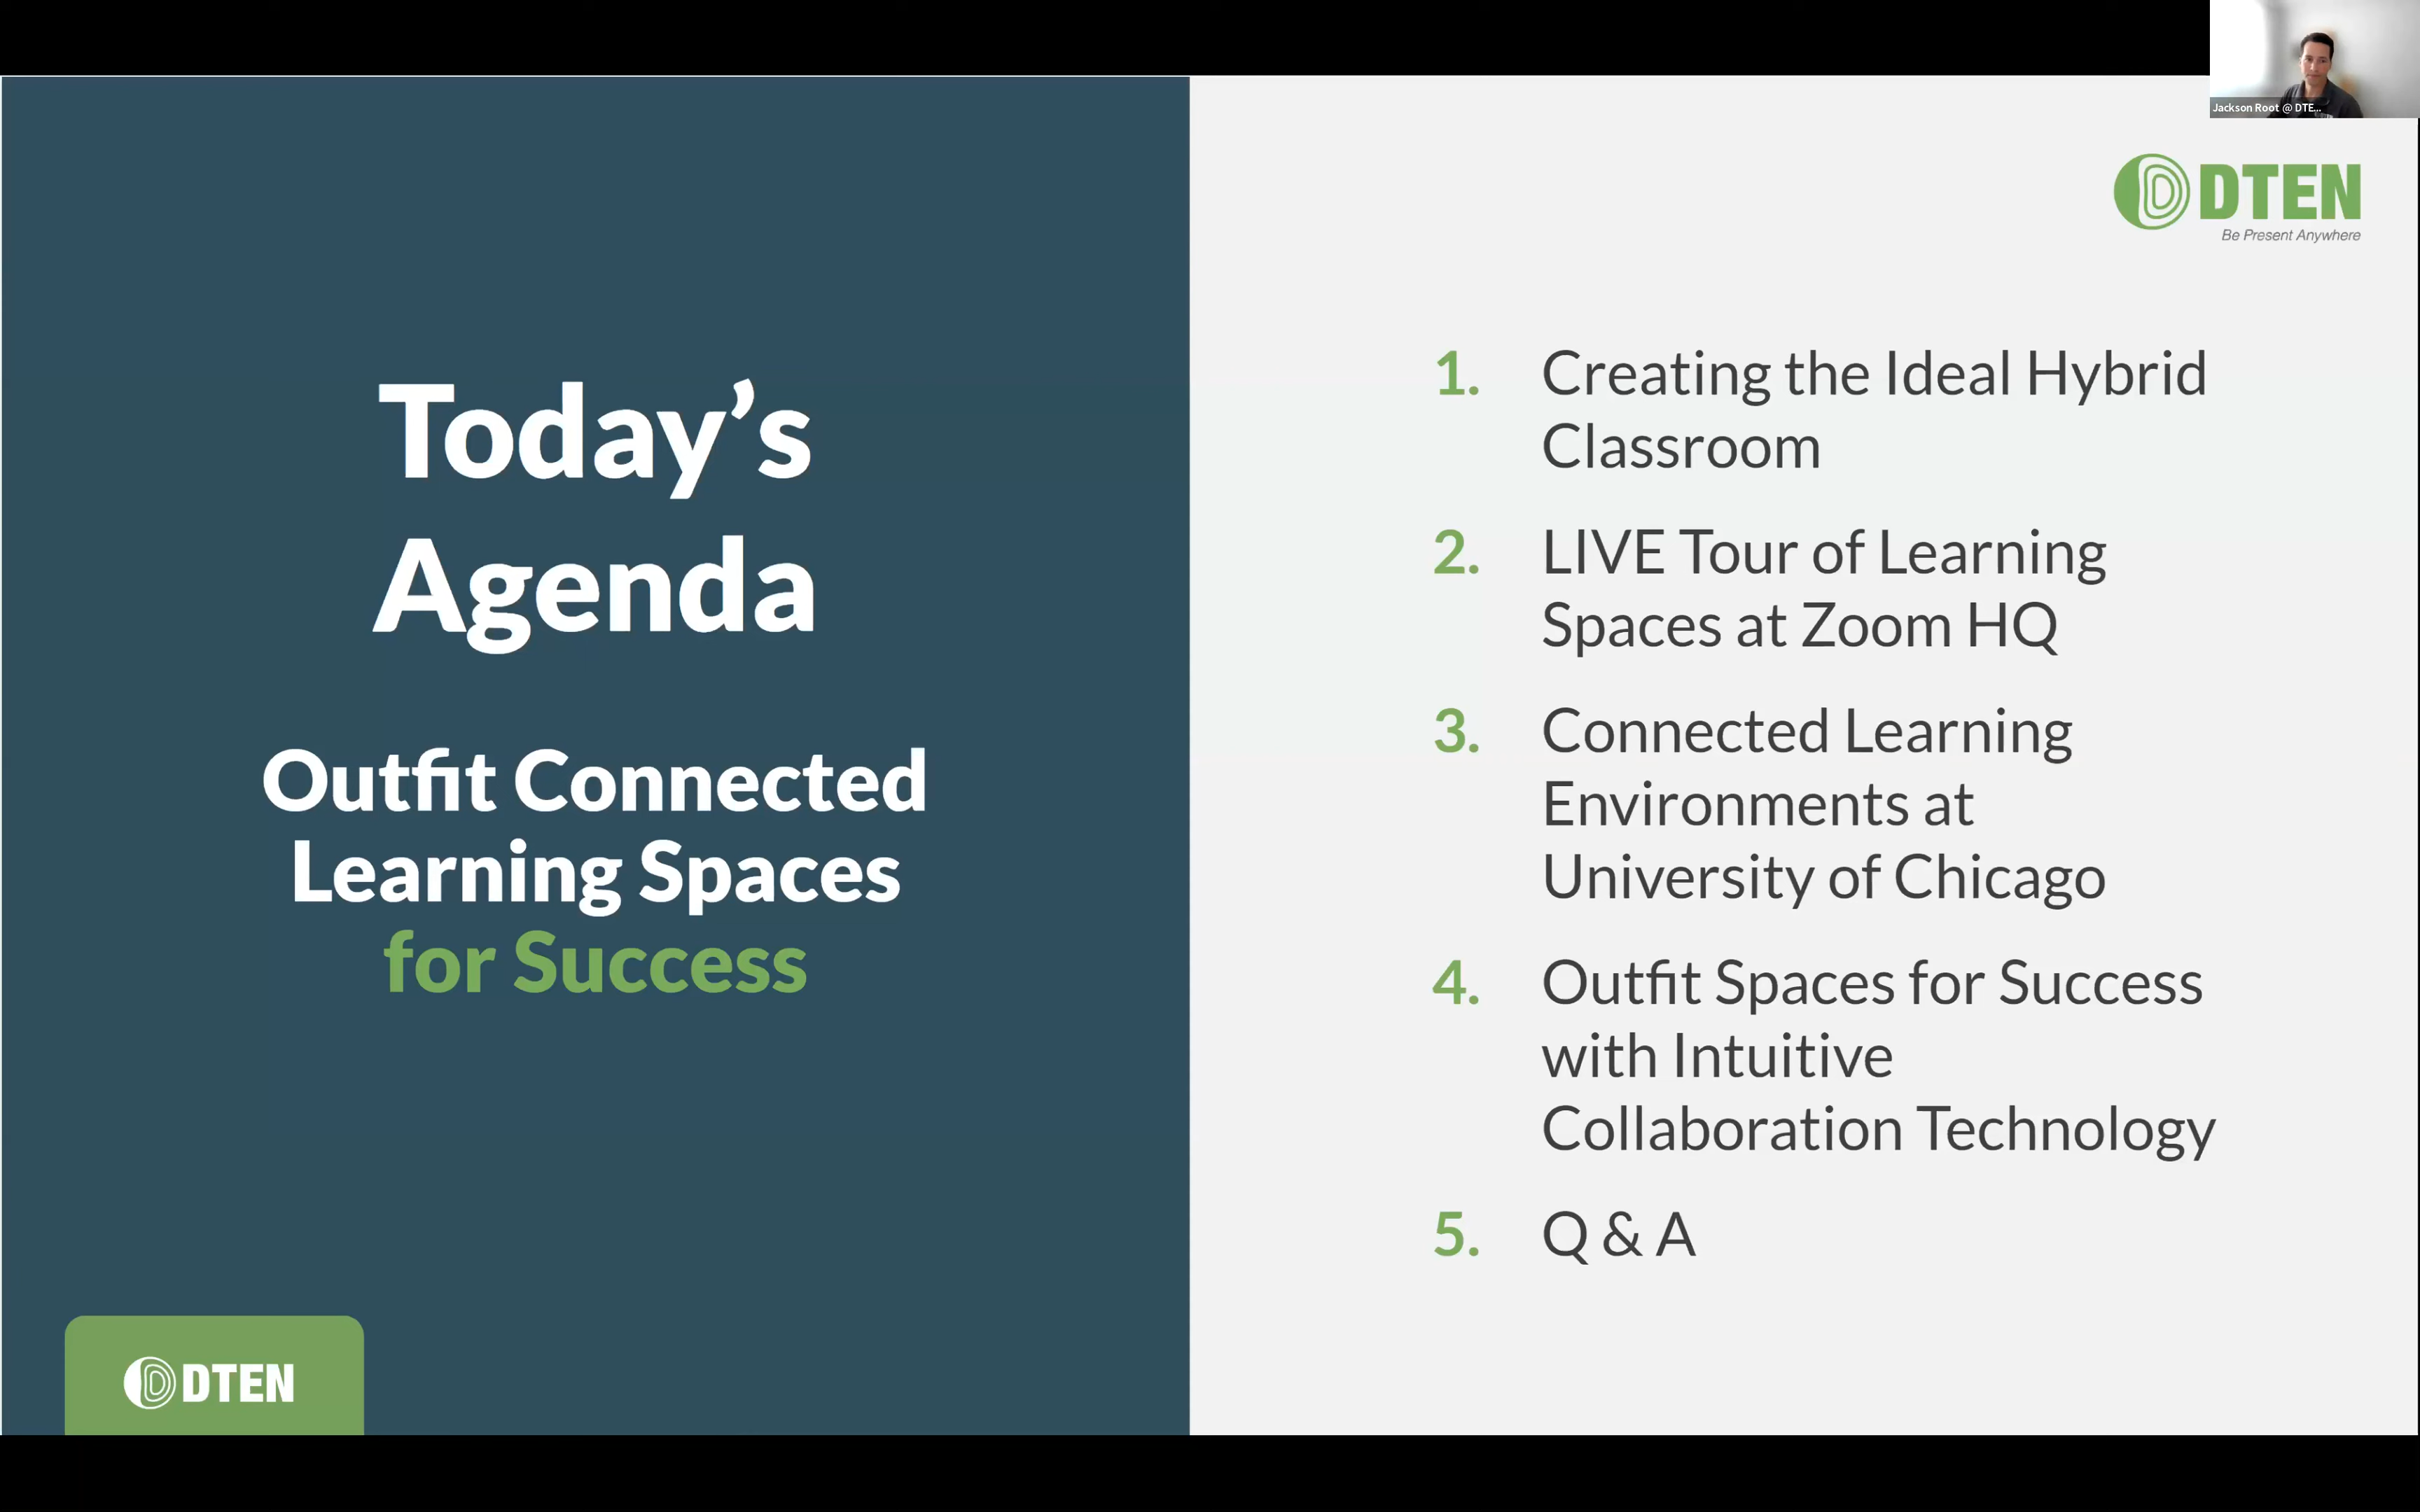 Jackson Root @ DTE...
DTEN
Be Present Anywhere
Today’s
Agenda
Outfit Connected
Learning Spaces
for Success
DTEN
1. Creating the Ideal Hybrid
Classroom
2. LIVE Tour of Learning
Spaces at Zoom HQ
3. Connected Learning
Environments at
University of Chicago
4. Outfit Spaces for Success
with Intuitive
Collaboration Technology
5. Q & A